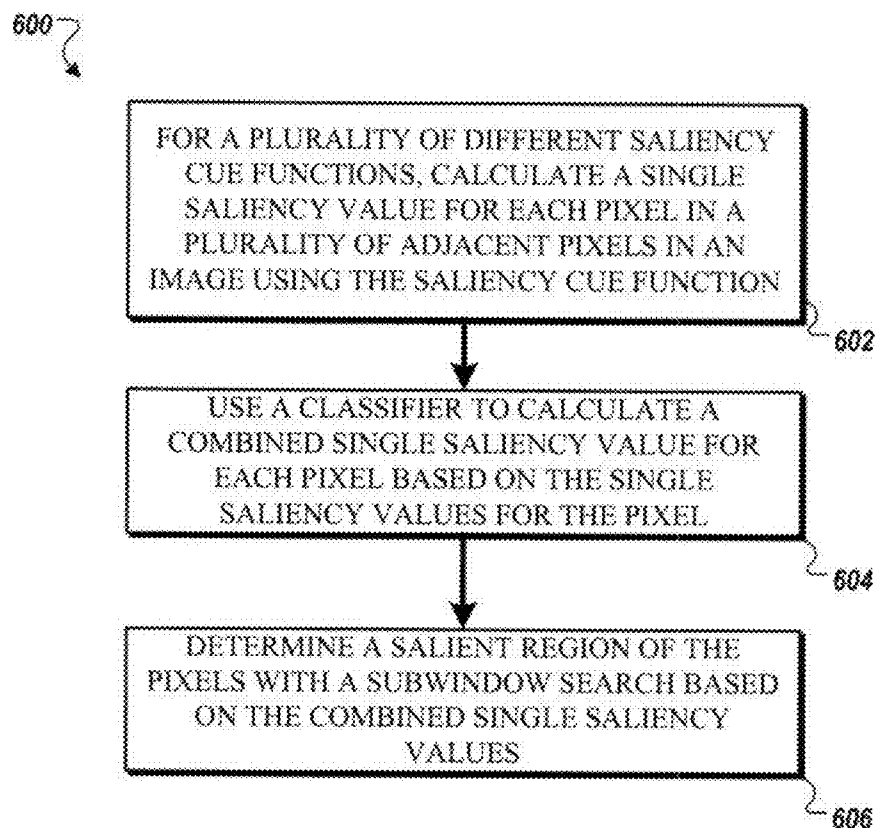 600
FOR A PLURALITY OF DIFFERENT SALIENCY
CUE FUNCTIONS, CALCULATE A SINGLE
SALIENCY VALUE FOR EACH PIXEL IN A
PLURALITY OF ADJACENT PIXELS IN AN
IMAGE USING THE SALIENCY CUE FUNCTION
602
USE A CLASSIFIER TO CALCULATE A
COMBINED SINGLE SALIENCY VALUE FOR
EACH PIXEL BASED ON THE SINGLE
SALIENCY VALUES FOR THE PIXEL
604
DETERMINE A SALIENT REGION OF THE
PIXELS WITH A SUBWINDOW SEARCH BASED
ON THE COMBINED SINGLE SALIENCY
VALUES
606